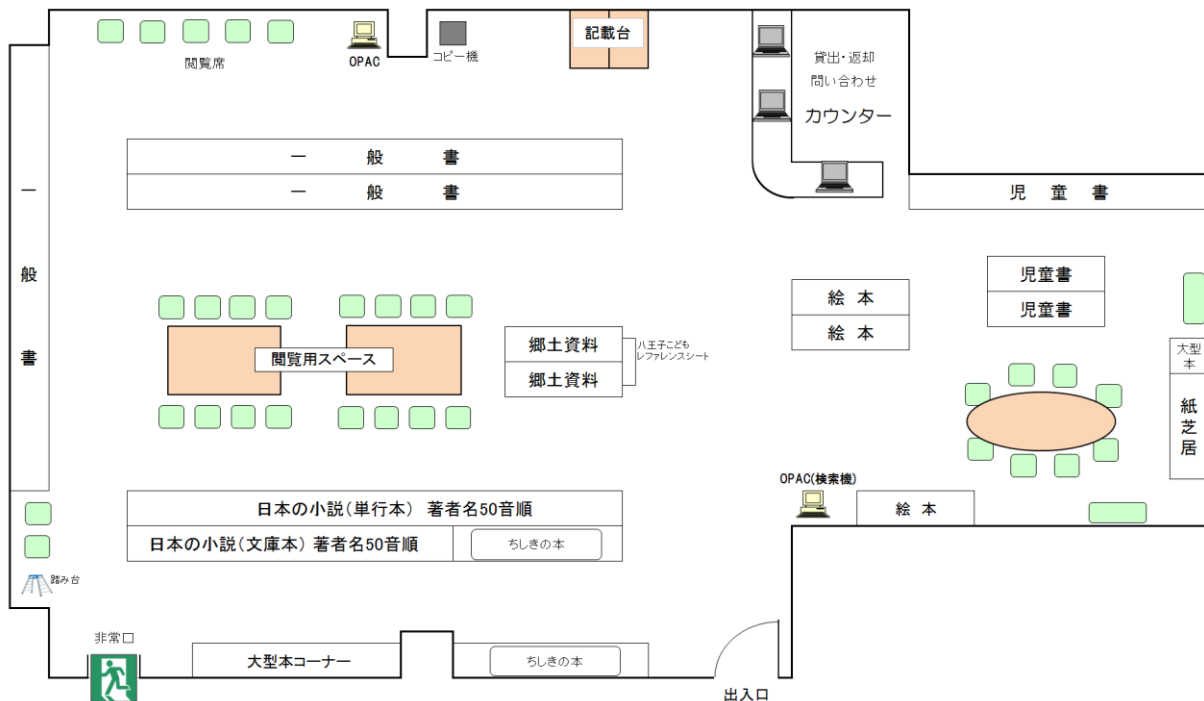 記載台
貸出・返却
問い合わせ
カウンター
閲覧席
OPAC
コピー機
一　般　書
一　般　書
一般書
児　童　書
児童書
児童書
絵　本
絵　本
大型
本
紙芝居
閲覧用スペース
郷土資料
郷土資料
八王子こども
レファレンスシート
OPAC(検索機)
絵　本
日本の小説(単行本)　著者名50音順
日本の小説(文庫本)　著者名50音順
ちしきの本
踏み台
非常口
大型本コーナー
ちしきの本
出入口